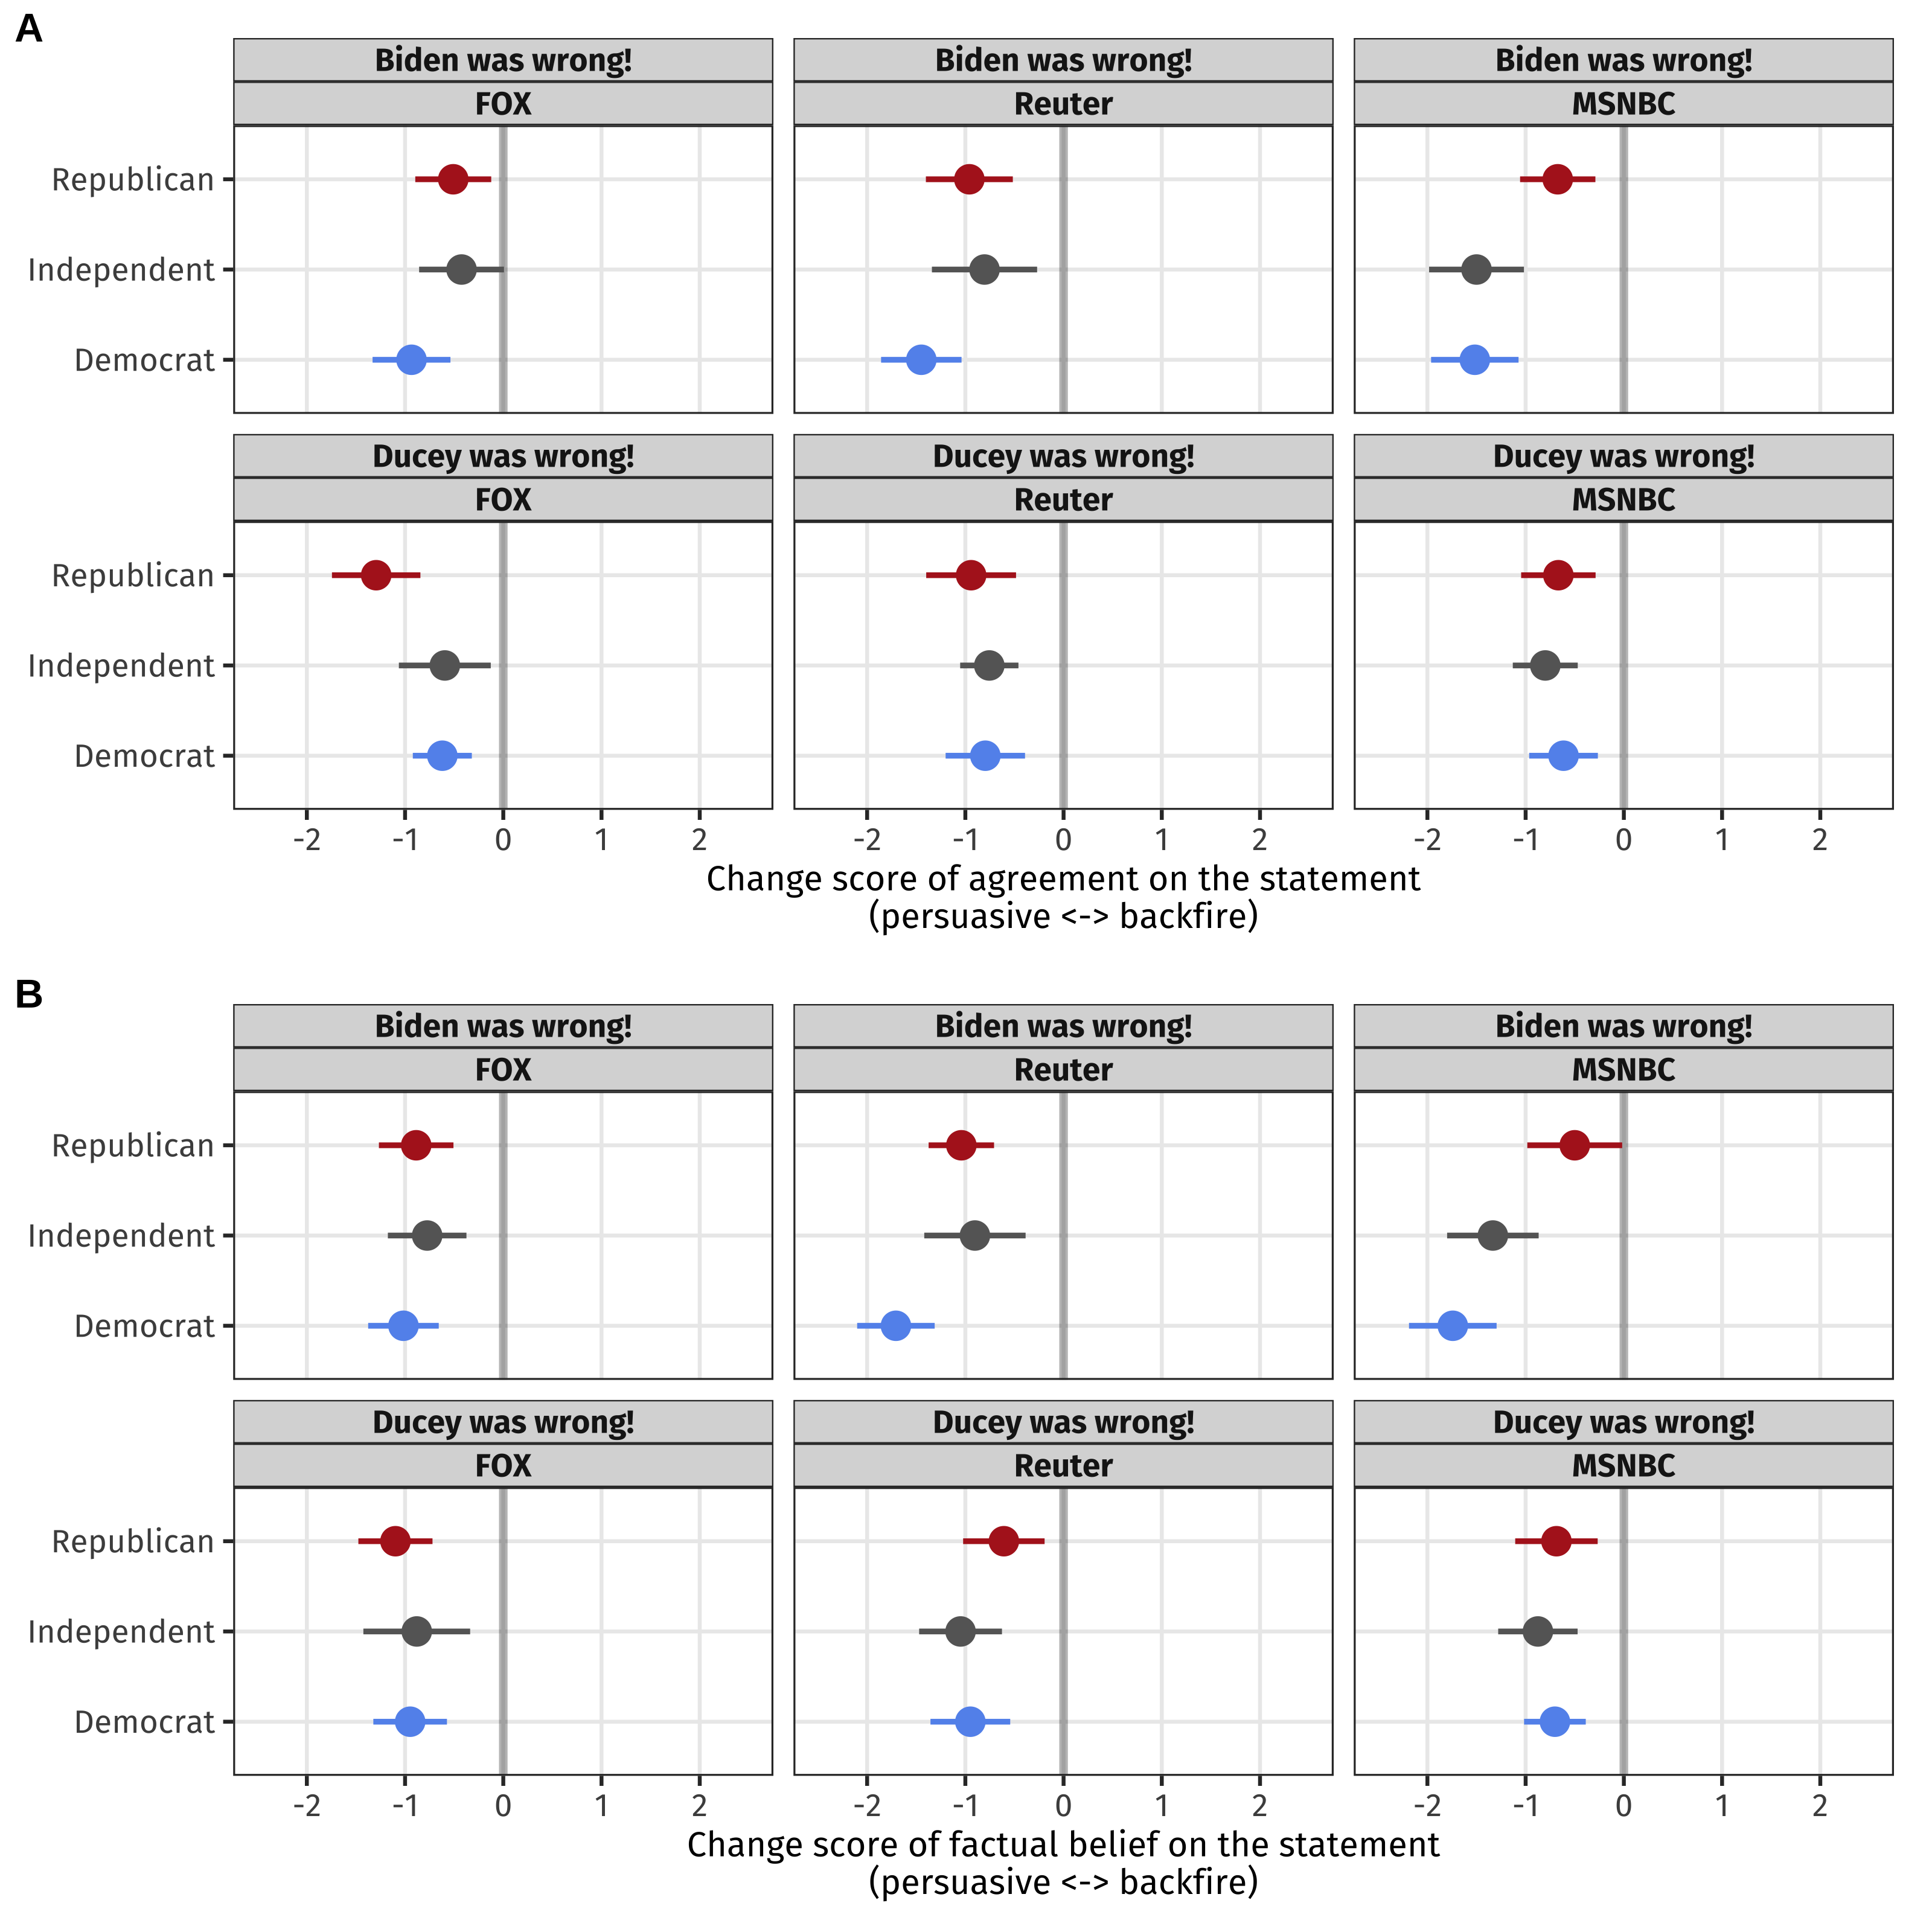 A
Biden was wrong! Biden was wrong! Biden was wrong!
FOX Reuter MSNBC
Republican
Independent
Democrat
Ducey was wrong! Ducey was wrong! Ducey was wrong!
FOX Reuter MSNBC
Republican
Independent
Democrat
-2 -1 0 1 2 -2 -1 0 1 2 -2 -1 0 1 2
Change score of agreement on the statement
(persuasive <-> backfire)
B
Biden was wrong! Biden was wrong! Biden was wrong!
FOX Reuter MSNBC
Republican
Independent
Democrat
Ducey was wrong! Ducey was wrong! Ducey was wrong!
FOX Reuter MSNBC
Republican
Independent
Democrat
-2 -1 0 1 2 -2 -1 0 1 2 -2 -1 0 1 2
Change score of factual belief on the statement
(persuasive <-> backfire)